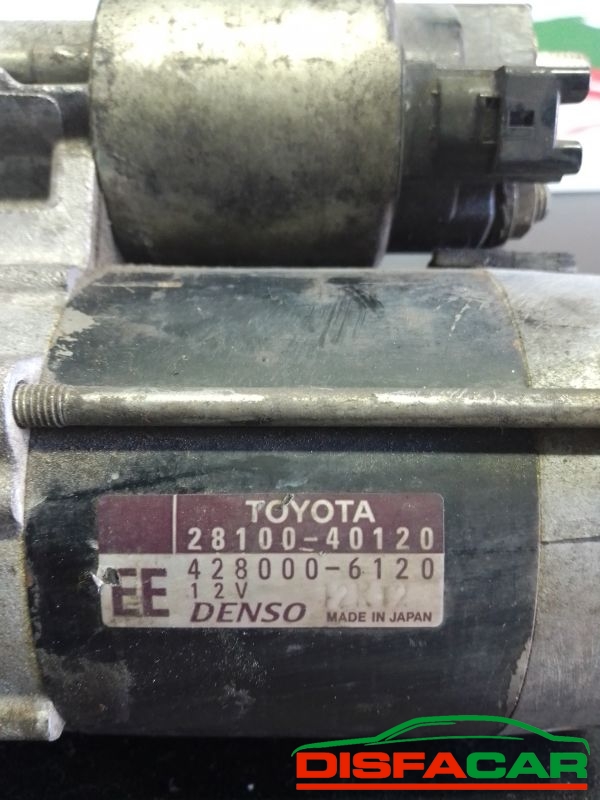 TOYOTA
28100-40120
EE 428000-6120
12V
DENSO MADE IN JAPAN
DISFACAR